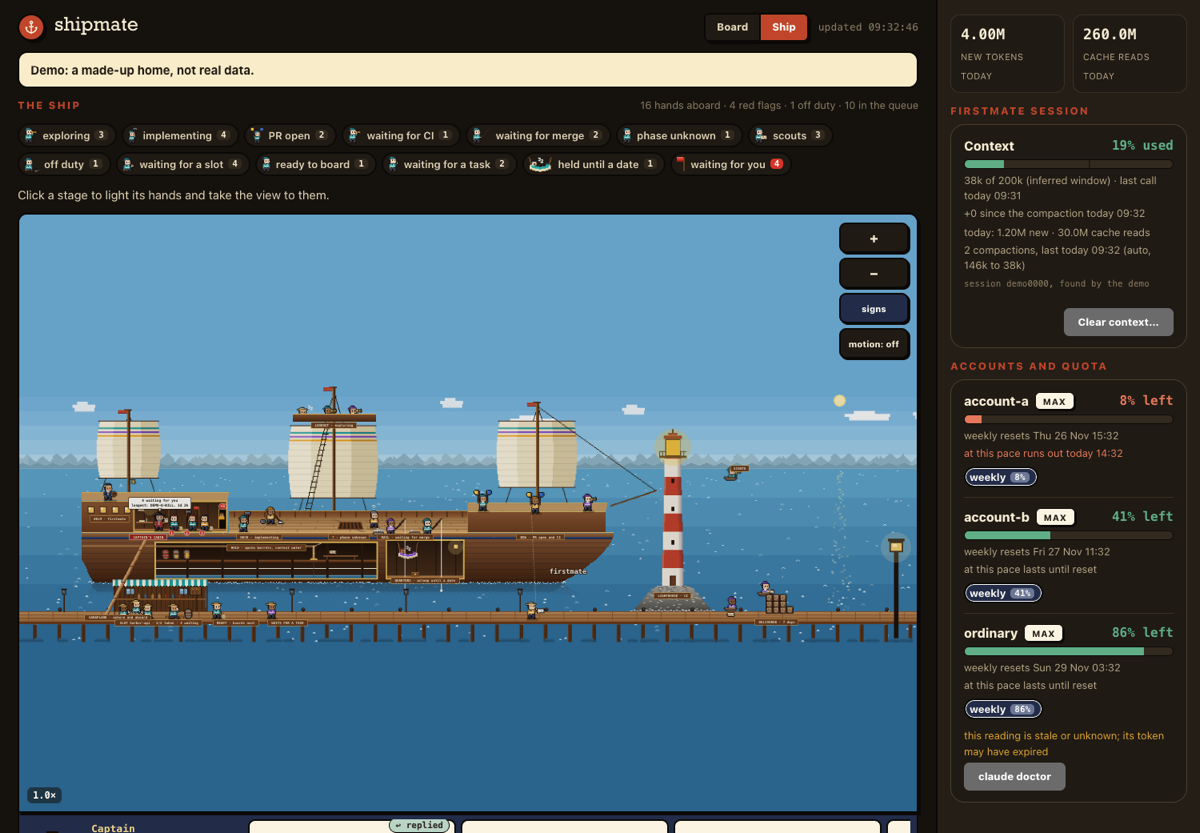 shipmate
Board
Ship
updated 09:32:46
Demo: a made-up home, not real data.
THE SHIP
16 hands aboard · 4 red flags · 1 off duty · 10 in the queue
exploring 3
implementing 4
PR open 2
waiting for CI 1
waiting for merge 2
phase unknown 1
scouts 3
off duty 1
waiting for a slot 4
ready to board 1
waiting for a task 2
held until a date 1
waiting for you 4
Click a stage to light its hands and take the view to them.
+
−
signs
motion: off
4 waiting for you
firstmate
1.0×
Captain
↩ replied
4.00M
NEW TOKENS
TODAY
260.0M
CACHE READS
TODAY
FIRSTMATE SESSION
Context
19% used
38k of 200k (inferred window) · last call
today 09:31
+0 since the compaction today 09:32
today: 1.20M new · 30.0M cache reads
2 compactions, last today 09:32 (auto,
146k to 38k)
session demo0000, found by the demo
Clear context...
ACCOUNTS AND QUOTA
account-a MAX
8% left
weekly resets Thu 26 Nov 15:32
at this pace runs out today 14:32
weekly 8%
account-b MAX
41% left
weekly resets Fri 27 Nov 11:32
at this pace lasts until reset
weekly 41%
ordinary MAX
86% left
weekly resets Sun 29 Nov 03:32
at this pace lasts until reset
weekly 86%
this reading is stale or unknown; its token
may have expired
claude doctor